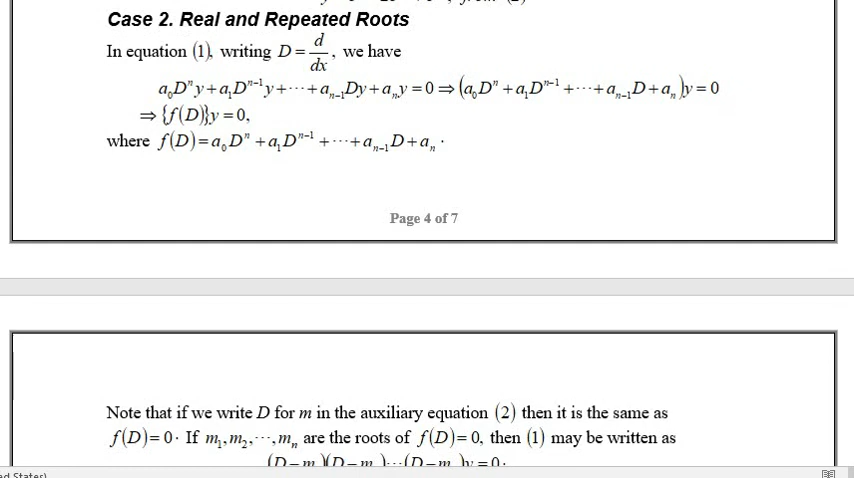 Case 2. Real and Repeated Roots
In equation (1), writing D = d/dx, we have
a₀Dⁿy + a₁Dⁿ⁻¹y + ⋯ + aₙ₋₁Dy + aₙy = 0 ⇒ (a₀Dⁿ + a₁Dⁿ⁻¹ + ⋯ + aₙ₋₁D + aₙ)y = 0
⇒ {f(D)}y = 0,
where f(D) = a₀Dⁿ + a₁Dⁿ⁻¹ + ⋯ + aₙ₋₁D + aₙ ·
Page 4 of 7
Note that if we write D for m in the auxiliary equation (2) then it is the same as
f(D) = 0· If m₁, m₂, ⋯, mₙ are the roots of f(D) = 0, then (1) may be written as